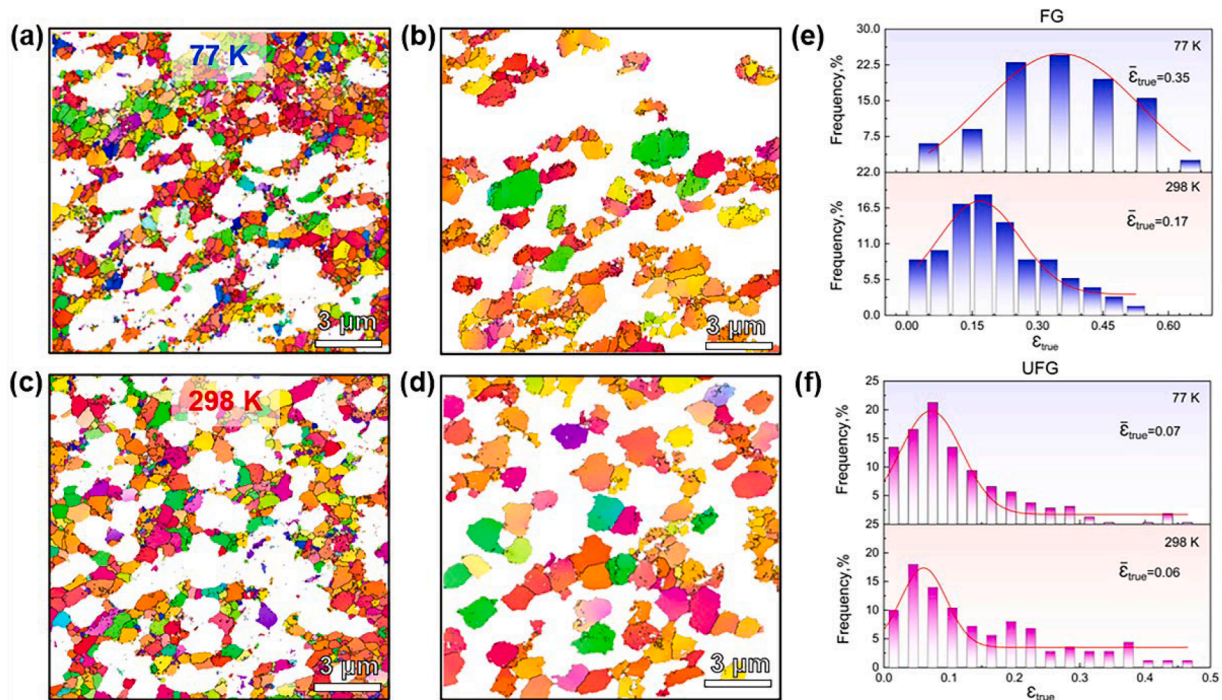 (a)
77 K
3 μm
(b)
3 μm
(c)
298 K
3 μm
(d)
3 μm
(e)
FG
77 K
ε̄true=0.35
Frequency,%
30.0
22.5
15.0
7.5
22.0
298 K
ε̄true=0.17
Frequency,%
16.5
11.0
5.5
0.0
0.00 0.15 0.30 0.45 0.60
εtrue
(f)
UFG
77 K
ε̄true=0.07
Frequency,%
25
20
15
10
5
25
298 K
ε̄true=0.06
Frequency,%
20
15
10
5
0
0.0 0.1 0.2 0.3 0.4 0.5
εtrue